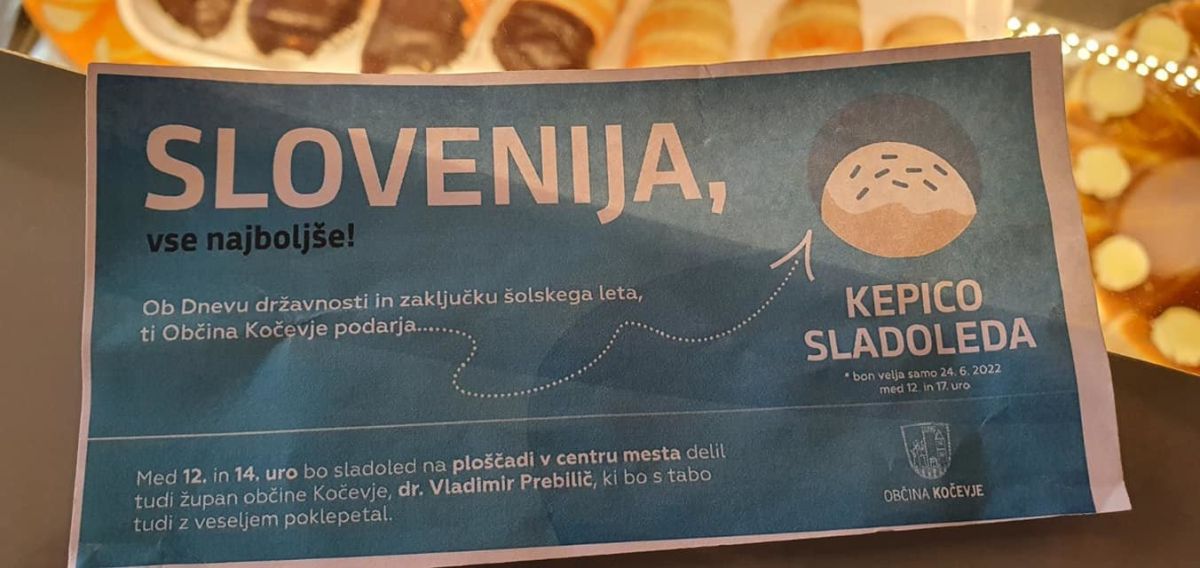 SLOVENIJA,
vse najboljše!
Ob Dnevu državnosti in zaključku šolskega leta,
ti Občina Kočevje podarja....
KEPICO
SLADOLEDA
* bon velja samo 24. 6. 2022
med 12. in 17. uro
Med 12. in 14. uro bo sladoled na ploščadi v centru mesta delil
tudi župan občine Kočevje, dr. Vladimir Prebilič, ki bo s tabo
tudi z veseljem poklepetal.
OBČINA KOČEVJE